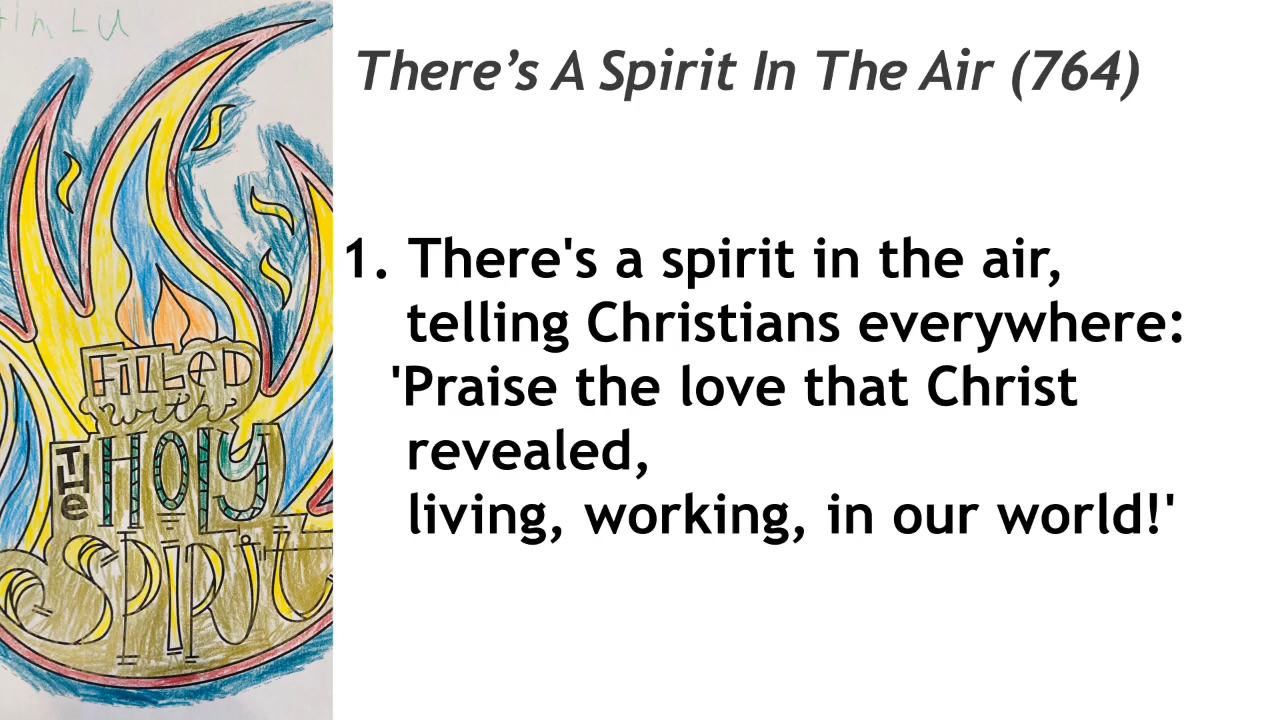 There’s A Spirit In The Air (764)
1. There's a spirit in the air,
telling Christians everywhere:
'Praise the love that Christ
revealed,
living, working, in our world!'
FILLED
with
THe
HOLY
SPIRIT